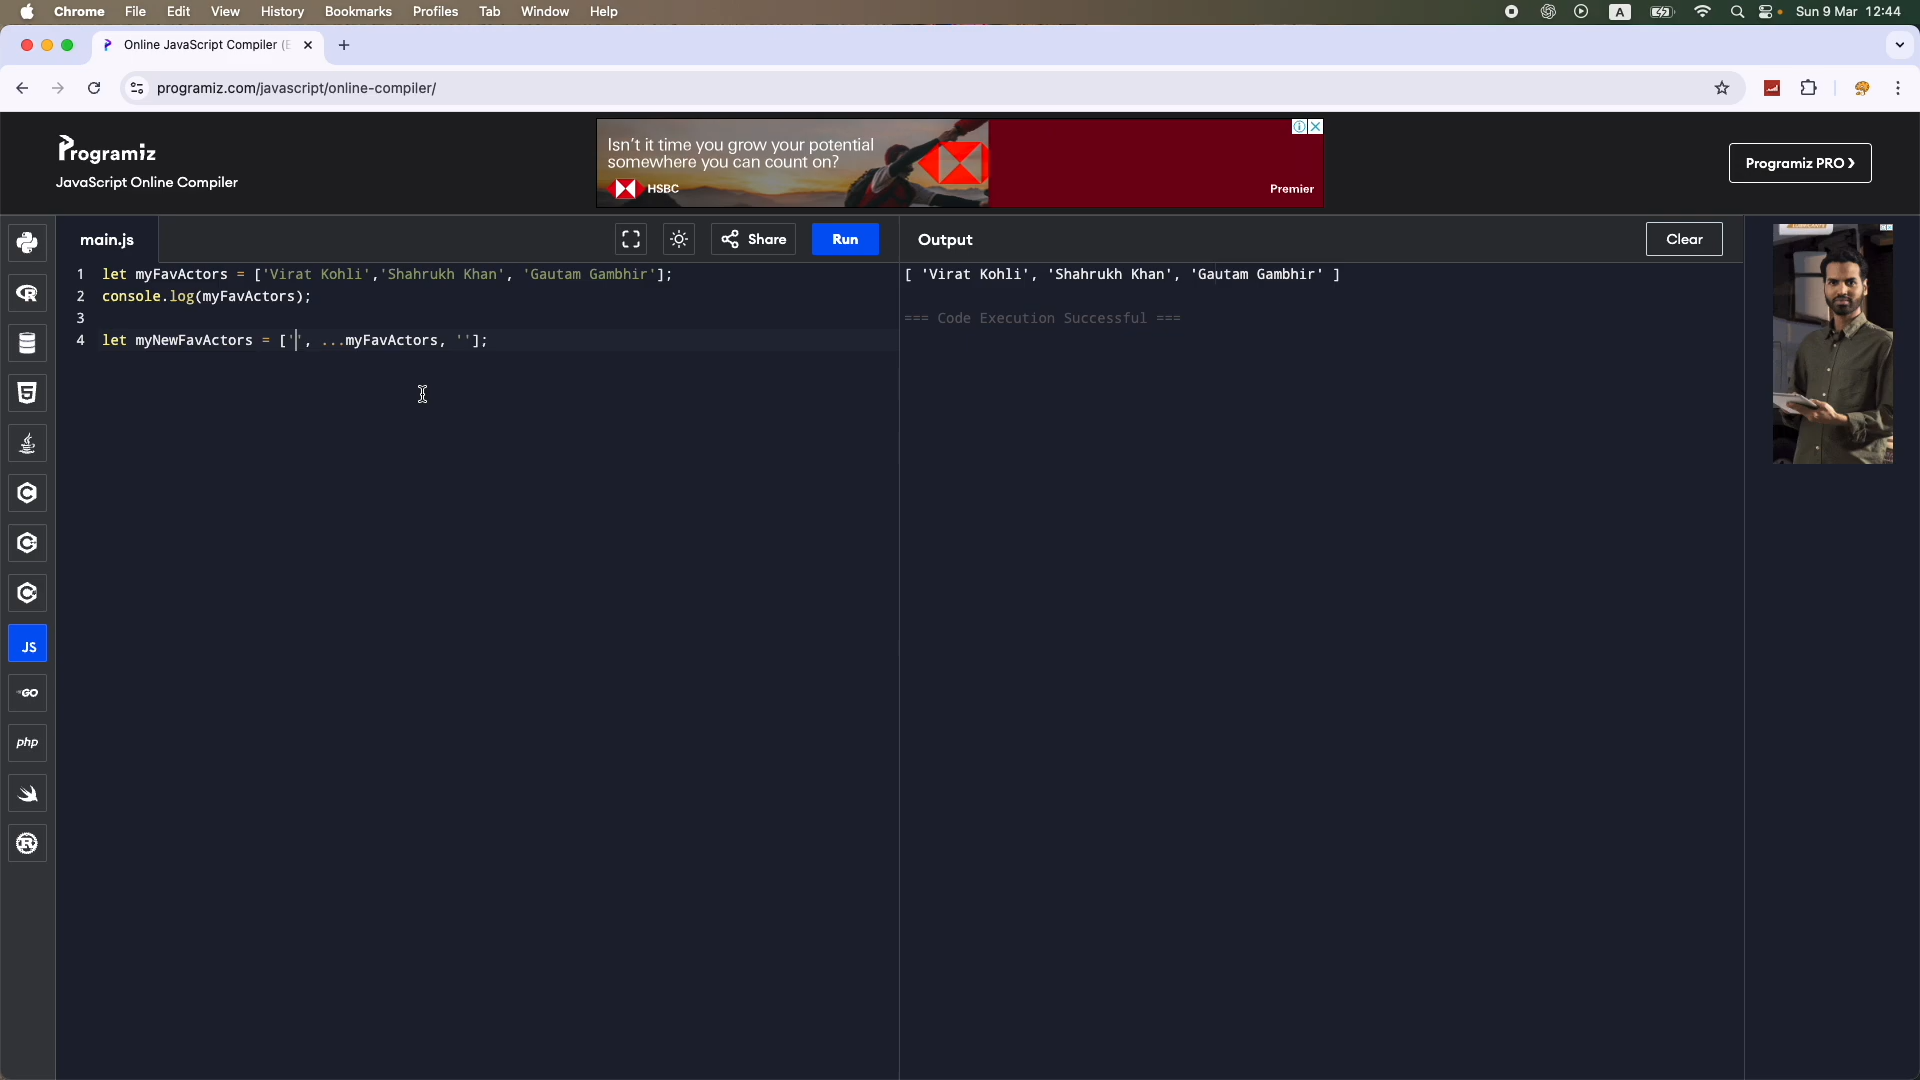 Chrome File Edit View History Bookmarks Profiles Tab Window Help
A
Sun 9 Mar 12:44
Online JavaScript Compiler (E
programiz.com/javascript/online-compiler/
Programiz
JavaScript Online Compiler
Isn't it time you grow your potential
somewhere you can count on?
HSBC
Premier
Programiz PRO >
main.js
Share
Run
Output
Clear
1 let myFavActors = ['Virat Kohli','Shahrukh Khan', 'Gautam Gambhir'];
2 console.log(myFavActors);
3
4 let myNewFavActors = ['', ...myFavActors, ''];
[ 'Virat Kohli', 'Shahrukh Khan', 'Gautam Gambhir' ]
=== Code Execution Successful ===
R
5
C
C
C
JS
GO
php
R